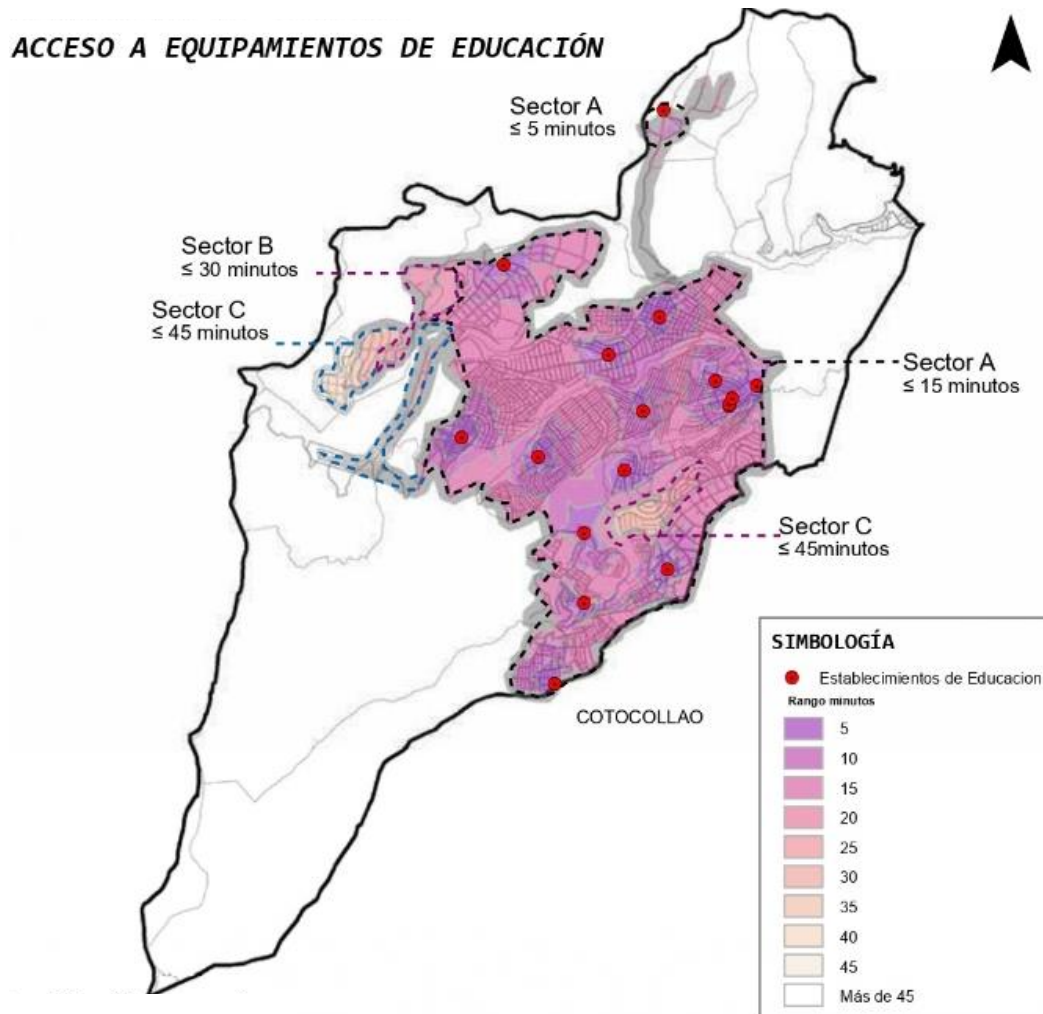 ACCESO A EQUIPAMIENTOS DE EDUCACIÓN
Sector A
≤ 5 minutos
Sector B
≤ 30 minutos
Sector C
≤ 45 minutos
Sector A
≤ 15 minutos
Sector C
≤ 45minutos
COTOCOLLAO
SIMBOLOGÍA
Establecimientos de Educacion
Rango minutos
5
10
15
20
25
30
35
40
45
Más de 45